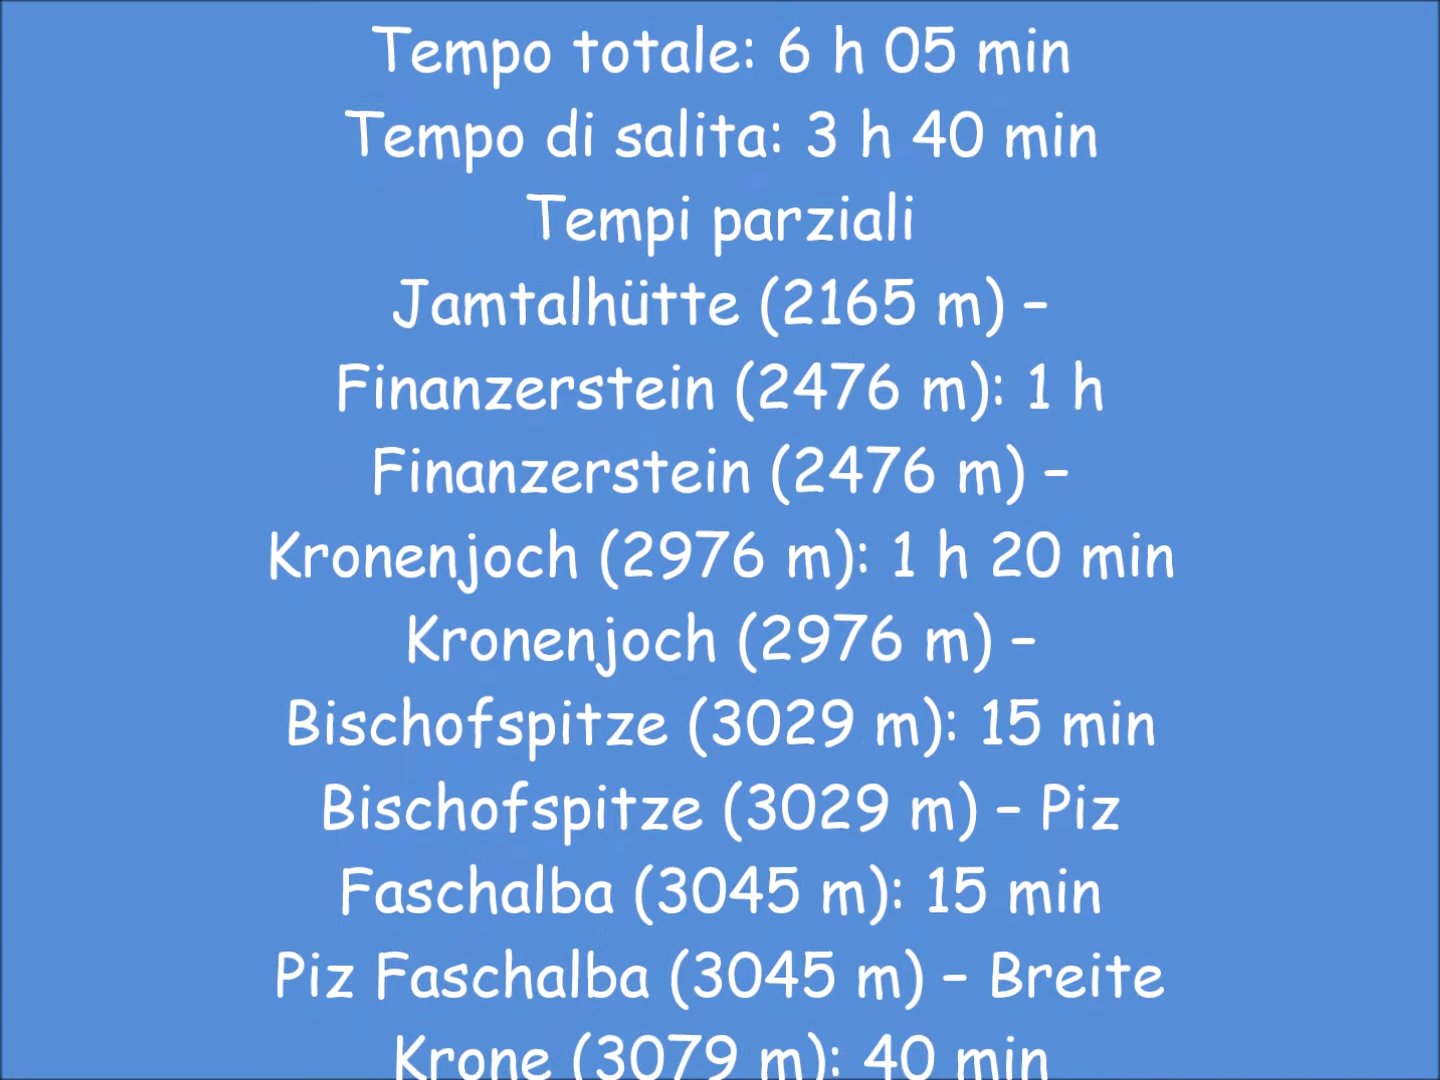 Tempo totale: 6 h 05 min
Tempo di salita: 3 h 40 min
Tempi parziali
Jamtalhütte (2165 m) –
Finanzerstein (2476 m): 1 h
Finanzerstein (2476 m) –
Kronenjoch (2976 m): 1 h 20 min
Kronenjoch (2976 m) –
Bischofspitze (3029 m): 15 min
Bischofspitze (3029 m) – Piz
Faschalba (3045 m): 15 min
Piz Faschalba (3045 m) – Breite
Krone (3079 m): 40 min